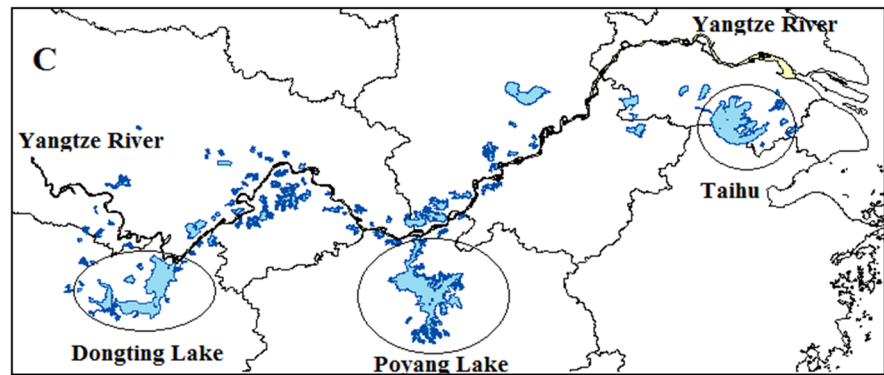 Yangtze River
C
Yangtze River
Taihu
Dongting Lake
Poyang Lake